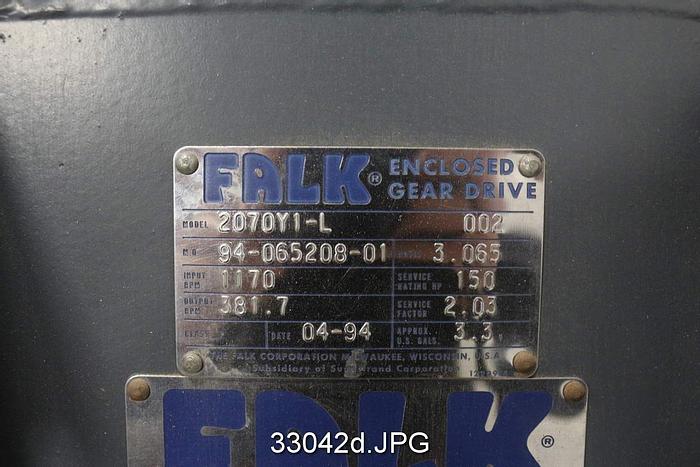 FALK® ENCLOSED GEAR DRIVE
MODEL 2070Y1-L 002
M.O. 94-065208-01 RATIO 3.065
INPUT RPM 1170 SERVICE RATING HP 150
OUTPUT RPM 381.7 SERVICE FACTOR 2.03
CLASS DATE 04-94 APPROX. U.S. GALS. 3.3
THE FALK CORPORATION MILWAUKEE, WISCONSIN, U.S.A.
Subsidiary of Sundstrand Corporation
FALK®
33042d.JPG